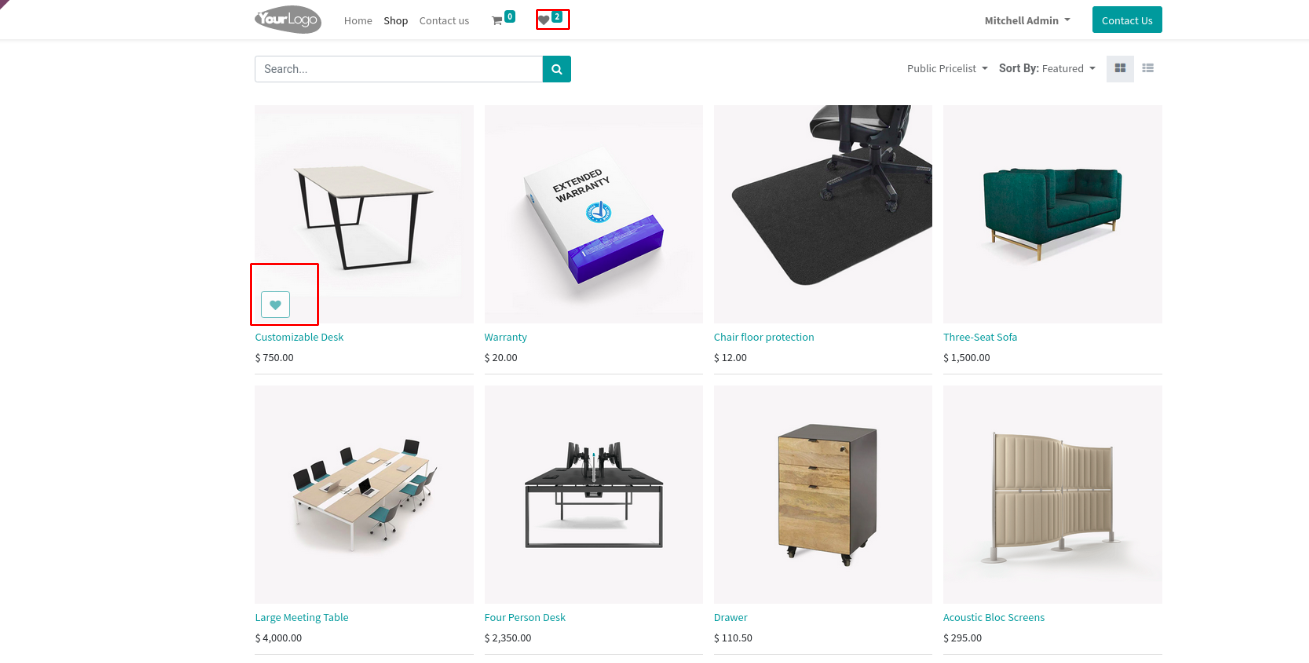 YourLogo Home Shop Contact us 0 2 Mitchell Admin Contact Us
Search... Public Pricelist Sort By: Featured
EXTENDED
WARRANTY
Customizable Desk Warranty Chair floor protection Three-Seat Sofa
$ 750.00 $ 20.00 $ 12.00 $ 1,500.00
Large Meeting Table Four Person Desk Drawer Acoustic Bloc Screens
$ 4,000.00 $ 2,350.00 $ 110.50 $ 295.00